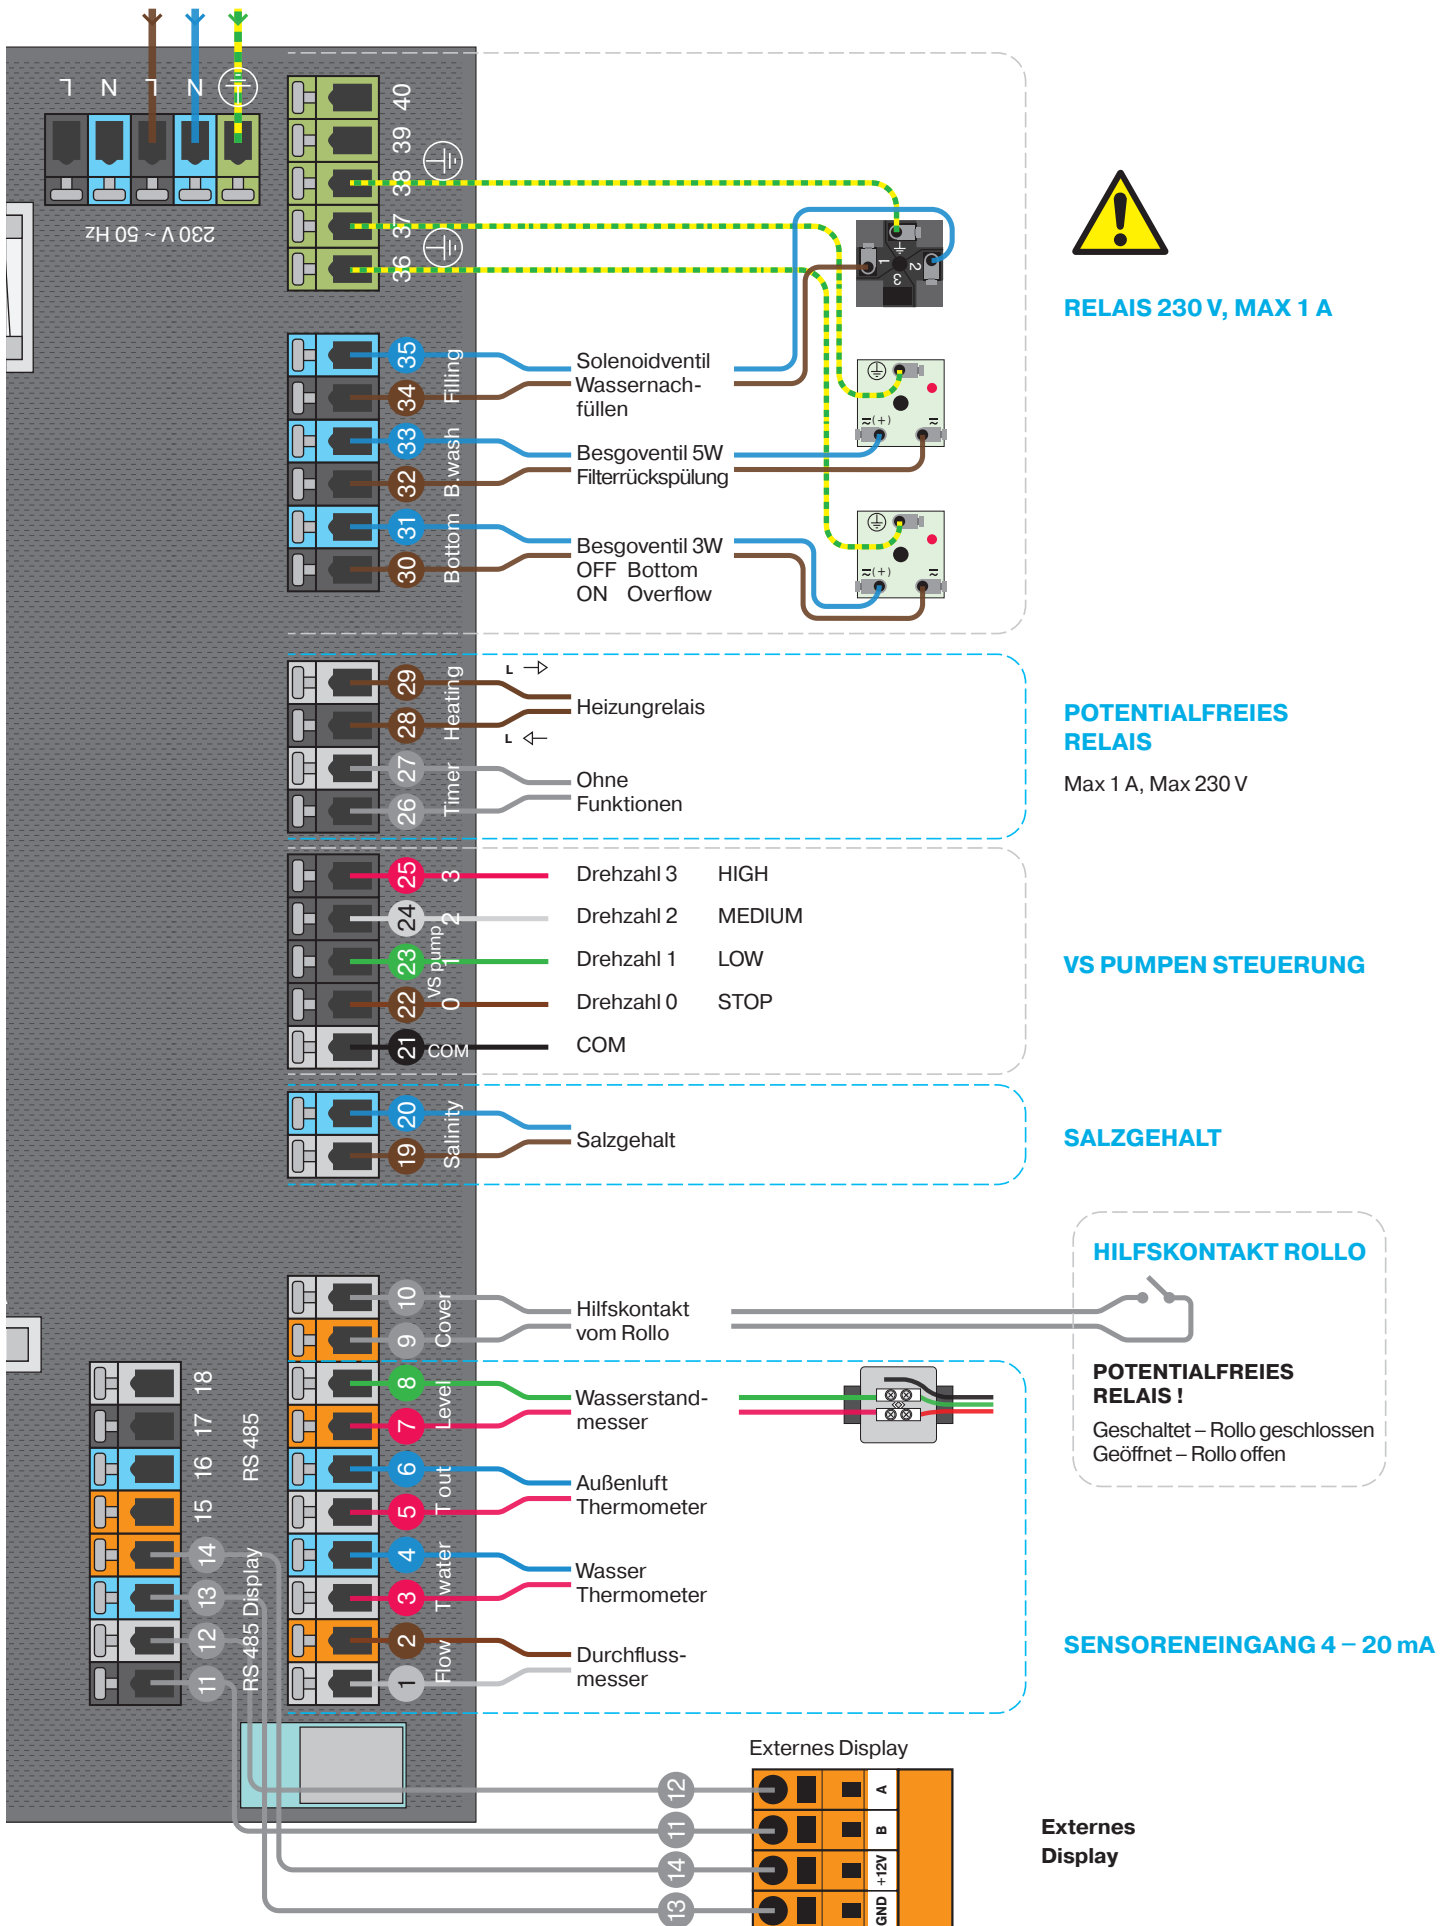 L N L N
230 V ~ 50 Hz
40
39
38
37
36
35
34
Filling
33
32
B.wash
31
30
Bottom
Solenoidventil
Wassernach-
füllen
Besgoventil 5W
Filterrückspülung
Besgoventil 3W
OFF Bottom
ON Overflow
1
2
3
≂(+) ≂
≂(+) ≂
RELAIS 230 V, MAX 1 A
29
28
Heating
27
26
Timer
L
Heizungrelais
L
Ohne
Funktionen
POTENTIALFREIES
RELAIS
Max 1 A, Max 230 V
25 3
24 2
23 1
22 0
VS pump
21 COM
Drehzahl 3 HIGH
Drehzahl 2 MEDIUM
Drehzahl 1 LOW
Drehzahl 0 STOP
COM
VS PUMPEN STEUERUNG
20
19
Salinity
Salzgehalt
SALZGEHALT
10
9
Cover
Hilfskontakt
vom Rollo
HILFSKONTAKT ROLLO
POTENTIALFREIES
RELAIS !
Geschaltet – Rollo geschlossen
Geöffnet – Rollo offen
8
7
Level
6
5
T out
4
3
T water
2
1
Flow
Wasserstand-
messer
Außenluft
Thermometer
Wasser
Thermometer
Durchfluss-
messer
SENSORENEINGANG 4 – 20 mA
18
17
16
15
RS 485
14
13
12
11
RS 485 Display
Externes Display
12 A
11 B
14 +12V
13 GND
Externes
Display